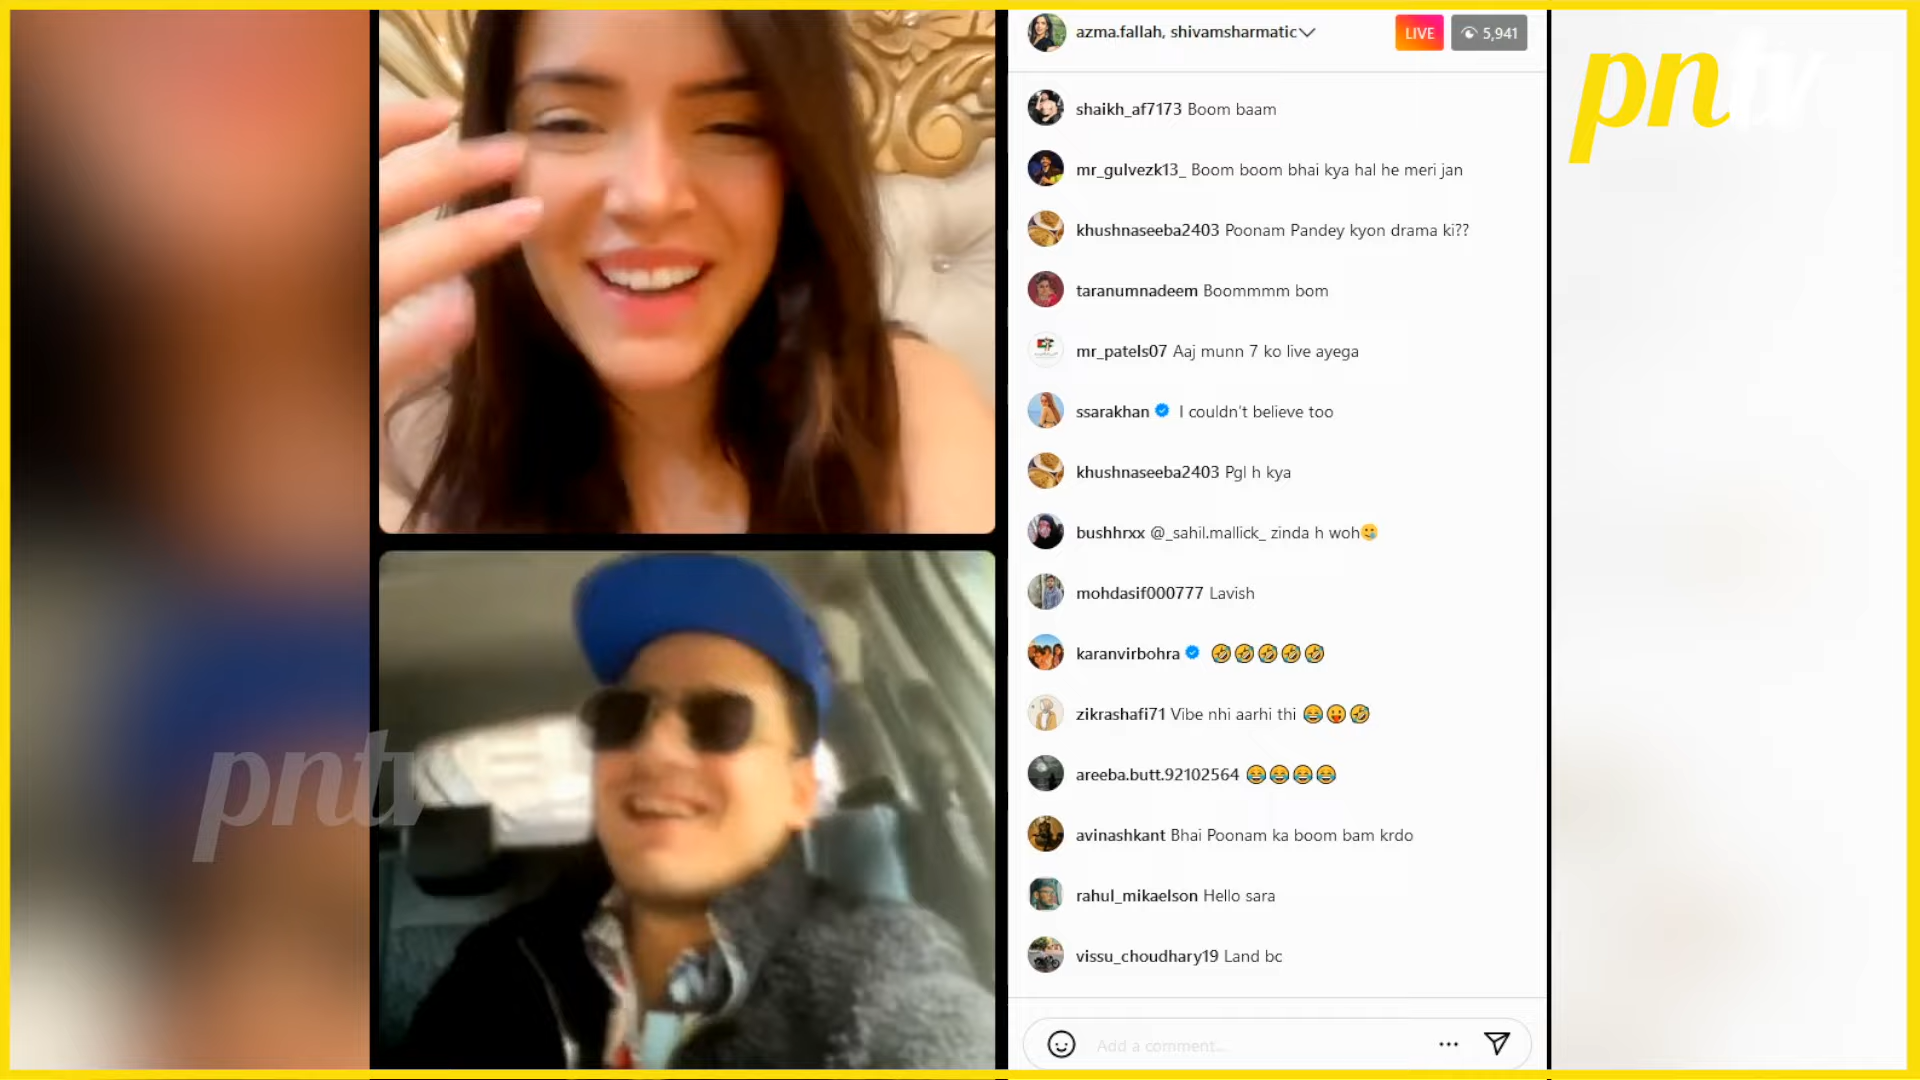 azma.fallah, shivamsharmatic
LIVE
5,941
pntv
shaikh_af7173 Boom baam
mr_gulvezk13_ Boom boom bhai kya hal he meri jan
khushnaseeba2403 Poonam Pandey kyon drama ki??
taranumnadeem Boommmm bom
mr_patels07 Aaj munn 7 ko live ayega
ssarakhan I couldn't believe too
khushnaseeba2403 Pgl h kya
bushhrxx @_sahil.mallick_ zinda h woh🥲
mohdasif000777 Lavish
karanvirbohra 🤣🤣🤣🤣🤣
zikrashafi71 Vibe nhi aarhi thi 😂😛🤣
areeba.butt.92102564 😂😂😂😂
avinashkant Bhai Poonam ka boom bam krdo
rahul_mikaelson Hello sara
vissu_choudhary19 Land bc
Add a comment...
pntv